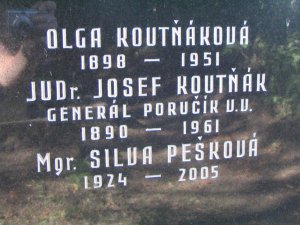 OLGA KOUTŇÁKOVÁ
1898 — 1951
JUDr. JOSEF KOUTŇÁK
GENERÁL PORUČÍK V.V.
1890 — 1961
Mgr. SILVA PEŠKOVÁ
1924 — 2005